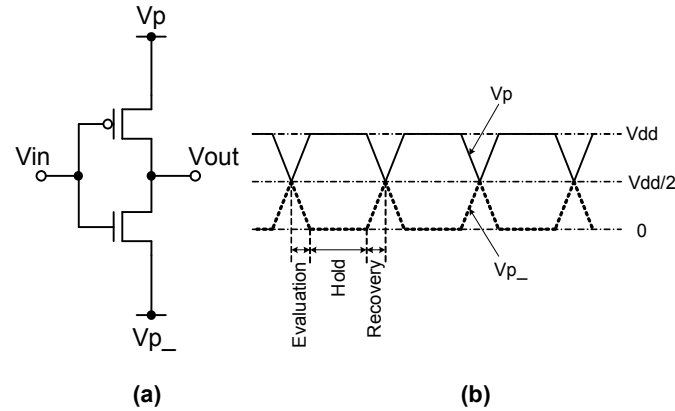 Vp
Vin
Vout
Vp_
(a)
Vp
Vdd
Vdd/2
0
Vp_
Evaluation
Hold
Recovery
(b)